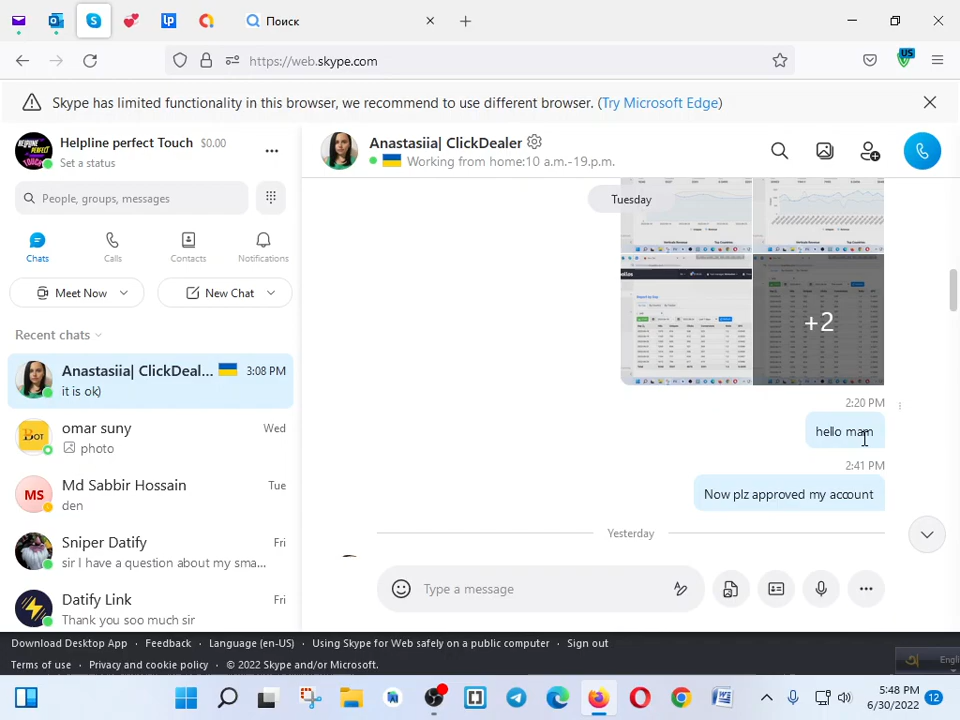 Поиск
https://web.skype.com
US
Skype has limited functionality in this browser, we recommend to use different browser. (Try Microsoft Edge)
Helpline perfect Touch $0.00
Set a status
People, groups, messages
Chats
Calls
Contacts
Notifications
Meet Now
New Chat
Recent chats
Anastasiia| ClickDeal... 3:08 PM
it is ok)
omar suny Wed
photo
Md Sabbir Hossain Tue
den
Sniper Datify Fri
sir I have a question about my sma...
Datify Link Fri
Thank you soo much sir
Anastasiia| ClickDealer
Working from home:10 a.m.-19.p.m.
Tuesday
+2
2:20 PM
hello mam
2:41 PM
Now plz approved my account
Yesterday
Type a message
Download Desktop App
Feedback
Language (en-US)
Using Skype for Web safely on a public computer
Sign out
Terms of use
Privacy and cookie policy
© 2022 Skype and/or Microsoft.
5:48 PM
6/30/2022
12